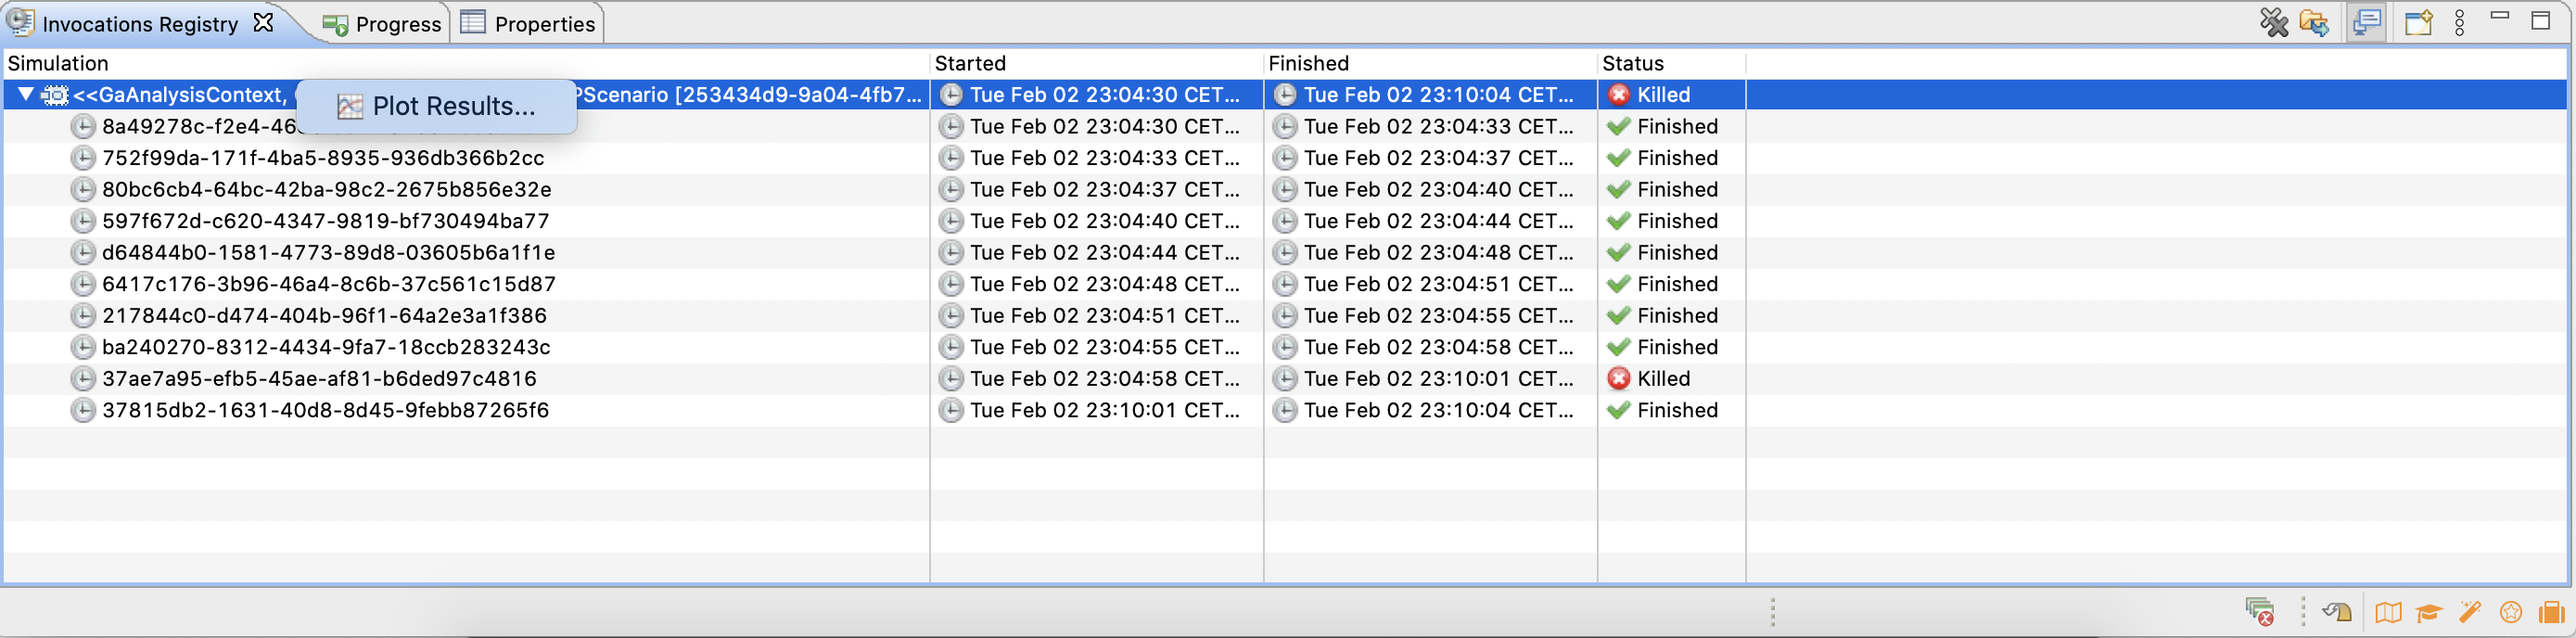 Invocations Registry Progress Properties
Simulation Started Finished Status
<<GaAnalysisContext, PScenario [253434d9-9a04-4fb7... Tue Feb 02 23:04:30 CET... Tue Feb 02 23:10:04 CET... Killed
Plot Results...
8a49278c-f2e4-46 Tue Feb 02 23:04:30 CET... Tue Feb 02 23:04:33 CET... Finished
752f99da-171f-4ba5-8935-936db366b2cc Tue Feb 02 23:04:33 CET... Tue Feb 02 23:04:37 CET... Finished
80bc6cb4-64bc-42ba-98c2-2675b856e32e Tue Feb 02 23:04:37 CET... Tue Feb 02 23:04:40 CET... Finished
597f672d-c620-4347-9819-bf730494ba77 Tue Feb 02 23:04:40 CET... Tue Feb 02 23:04:44 CET... Finished
d64844b0-1581-4773-89d8-03605b6a1f1e Tue Feb 02 23:04:44 CET... Tue Feb 02 23:04:48 CET... Finished
6417c176-3b96-46a4-8c6b-37c561c15d87 Tue Feb 02 23:04:48 CET... Tue Feb 02 23:04:51 CET... Finished
217844c0-d474-404b-96f1-64a2e3a1f386 Tue Feb 02 23:04:51 CET... Tue Feb 02 23:04:55 CET... Finished
ba240270-8312-4434-9fa7-18ccb283243c Tue Feb 02 23:04:55 CET... Tue Feb 02 23:04:58 CET... Finished
37ae7a95-efb5-45ae-af81-b6ded97c4816 Tue Feb 02 23:04:58 CET... Tue Feb 02 23:10:01 CET... Killed
37815db2-1631-40d8-8d45-9febb87265f6 Tue Feb 02 23:10:01 CET... Tue Feb 02 23:10:04 CET... Finished